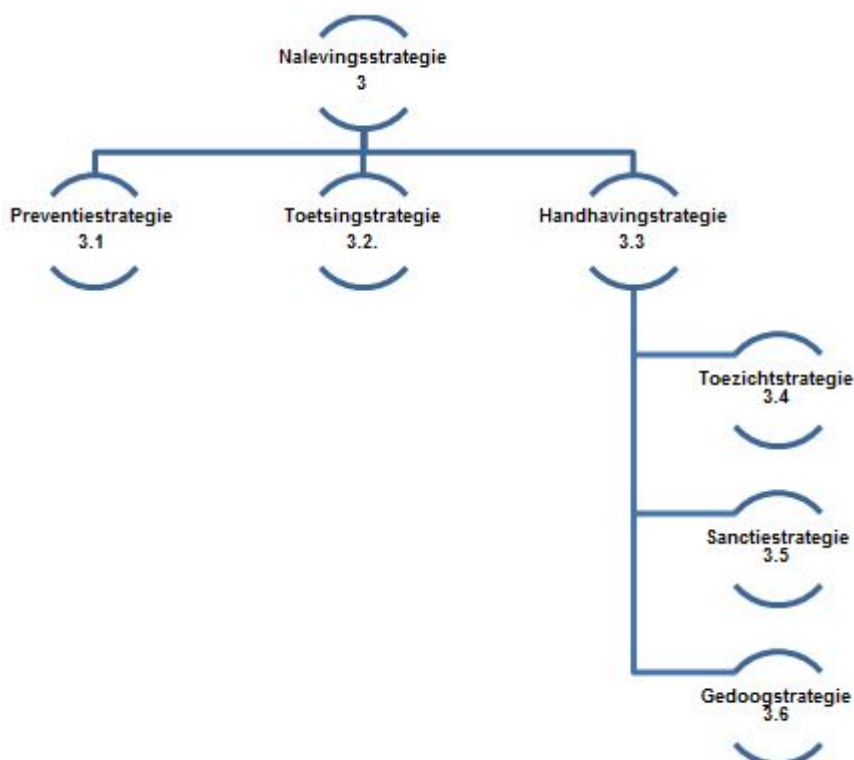 Nalevingsstrategie
3
Preventiestrategie
3.1
Toetsingstrategie
3.2.
Handhavingstrategie
3.3
Toezichtstrategie
3.4
Sanctiestrategie
3.5
Gedoogstrategie
3.6